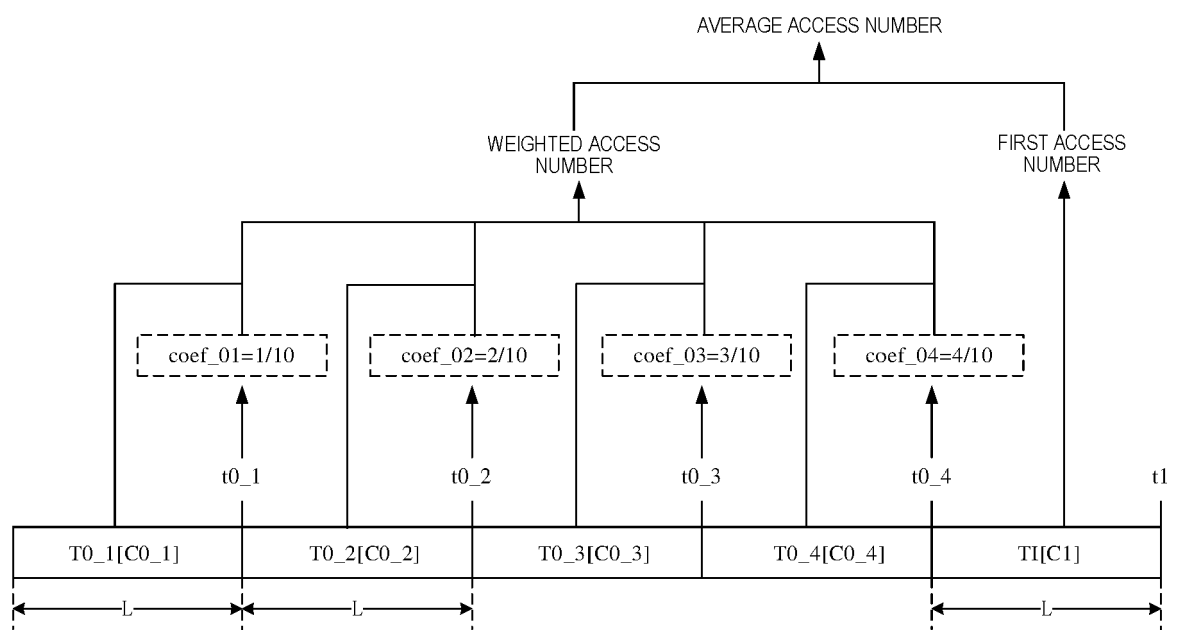 AVERAGE ACCESS NUMBER
WEIGHTED ACCESS
NUMBER
FIRST ACCESS
NUMBER
coef_01=1/10
coef_02=2/10
coef_03=3/10
coef_04=4/10
t0_1
t0_2
t0_3
t0_4
t1
T0_1[C0_1]
T0_2[C0_2]
T0_3[C0_3]
T0_4[C0_4]
TI[C1]
L
L
L